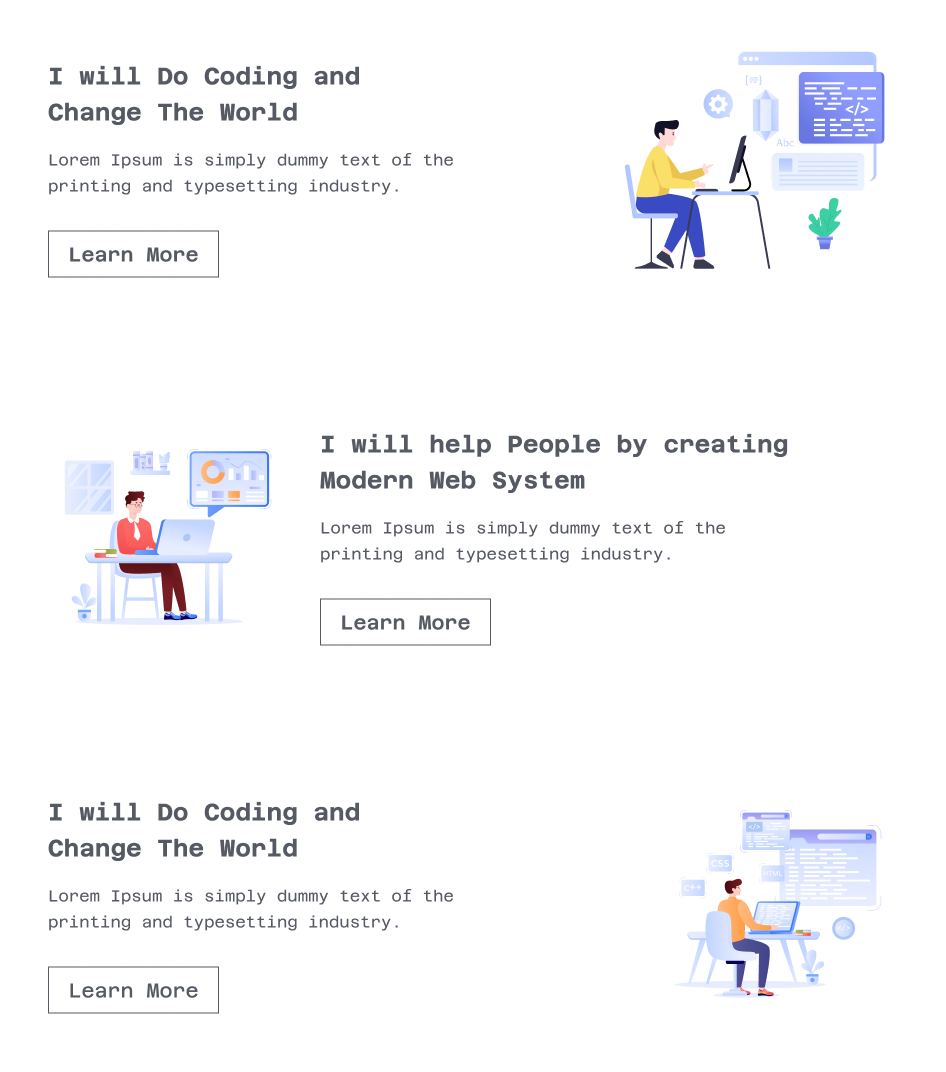 I will Do Coding and
Change The World
Lorem Ipsum is simply dummy text of the
printing and typesetting industry.
Learn More
Abc
</>
I will help People by creating
Modern Web System
Lorem Ipsum is simply dummy text of the
printing and typesetting industry.
Learn More
I will Do Coding and
Change The World
Lorem Ipsum is simply dummy text of the
printing and typesetting industry.
Learn More
</>
CSS
HTML
C++
</>